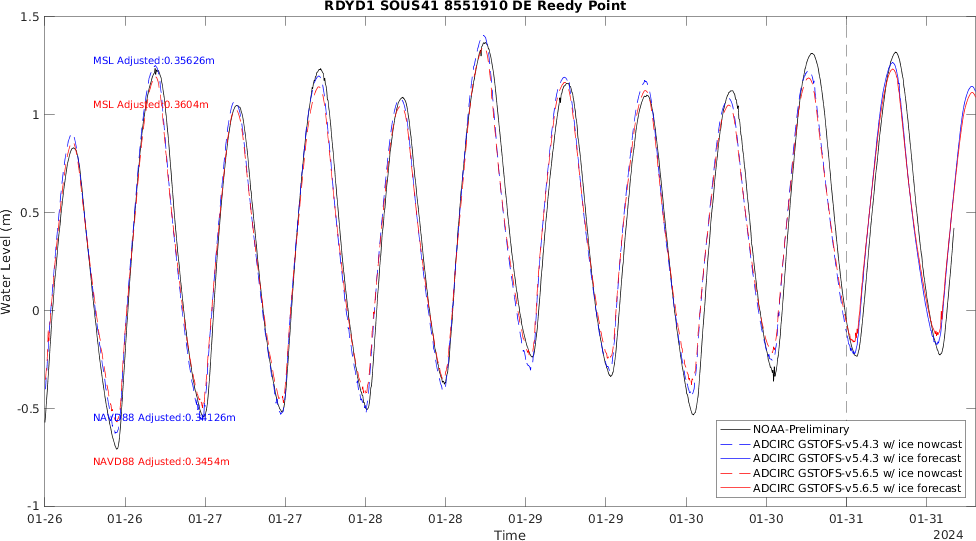 RDYD1 SOUS41 8551910 DE Reedy Point
1.5
MSL Adjusted:0.35626m
MSL Adjusted:0.3604m
1
0.5
Water Level (m)
0
-0.5
NAVD88 Adjusted:0.34126m
NAVD88 Adjusted:0.3454m
-1
NOAA-Preliminary
ADCIRC GSTOFS-v5.4.3 w/ ice nowcast
ADCIRC GSTOFS-v5.4.3 w/ ice forecast
ADCIRC GSTOFS-v5.6.5 w/ ice nowcast
ADCIRC GSTOFS-v5.6.5 w/ ice forecast
01-26 01-26 01-27 01-27 01-28 01-28 01-29 01-29 01-30 01-30 01-31 01-31
Time
2024